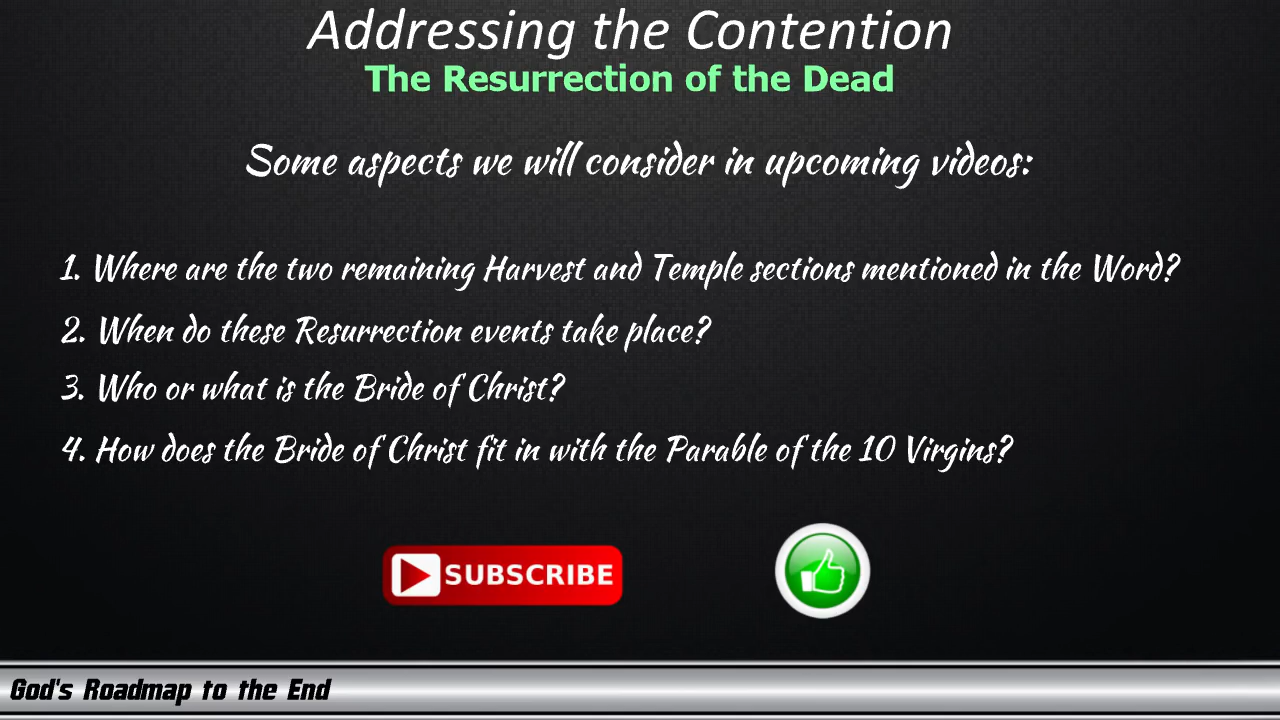 Addressing the Contention
The Resurrection of the Dead
Some aspects we will consider in upcoming videos:
1. Where are the two remaining Harvest and Temple sections mentioned in the Word?
2. When do these Resurrection events take place?
3. Who or what is the Bride of Christ?
4. How does the Bride of Christ fit in with the Parable of the 10 Virgins?
SUBSCRIBE
God's Roadmap to the End